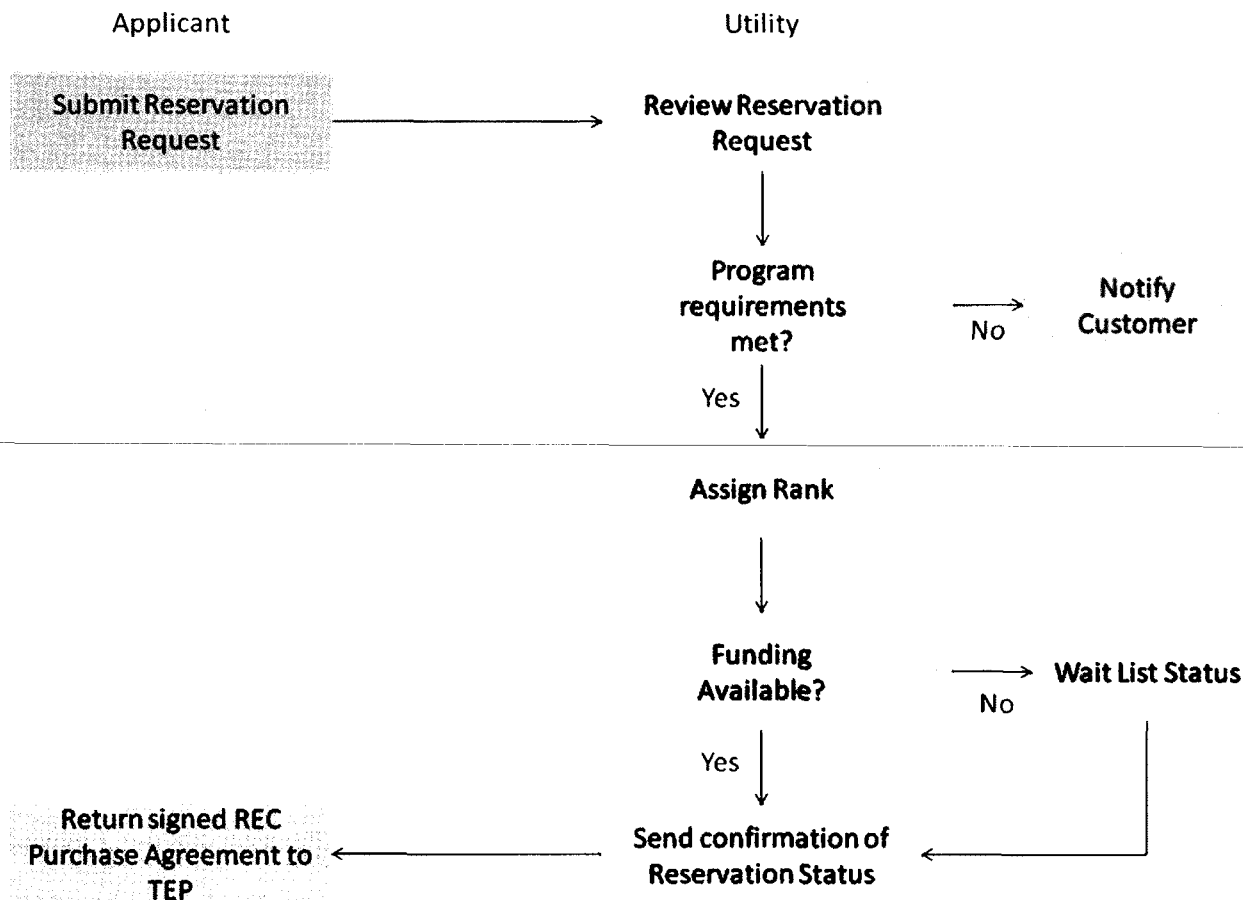 Applicant
Utility
Submit Reservation
Request
Review Reservation
Request
Program
requirements
met?
No
Notify
Customer
Yes
Assign Rank
Funding
Available?
No
Wait List Status
Yes
Return signed REC
Purchase Agreement to
TEP
Send confirmation of
Reservation Status